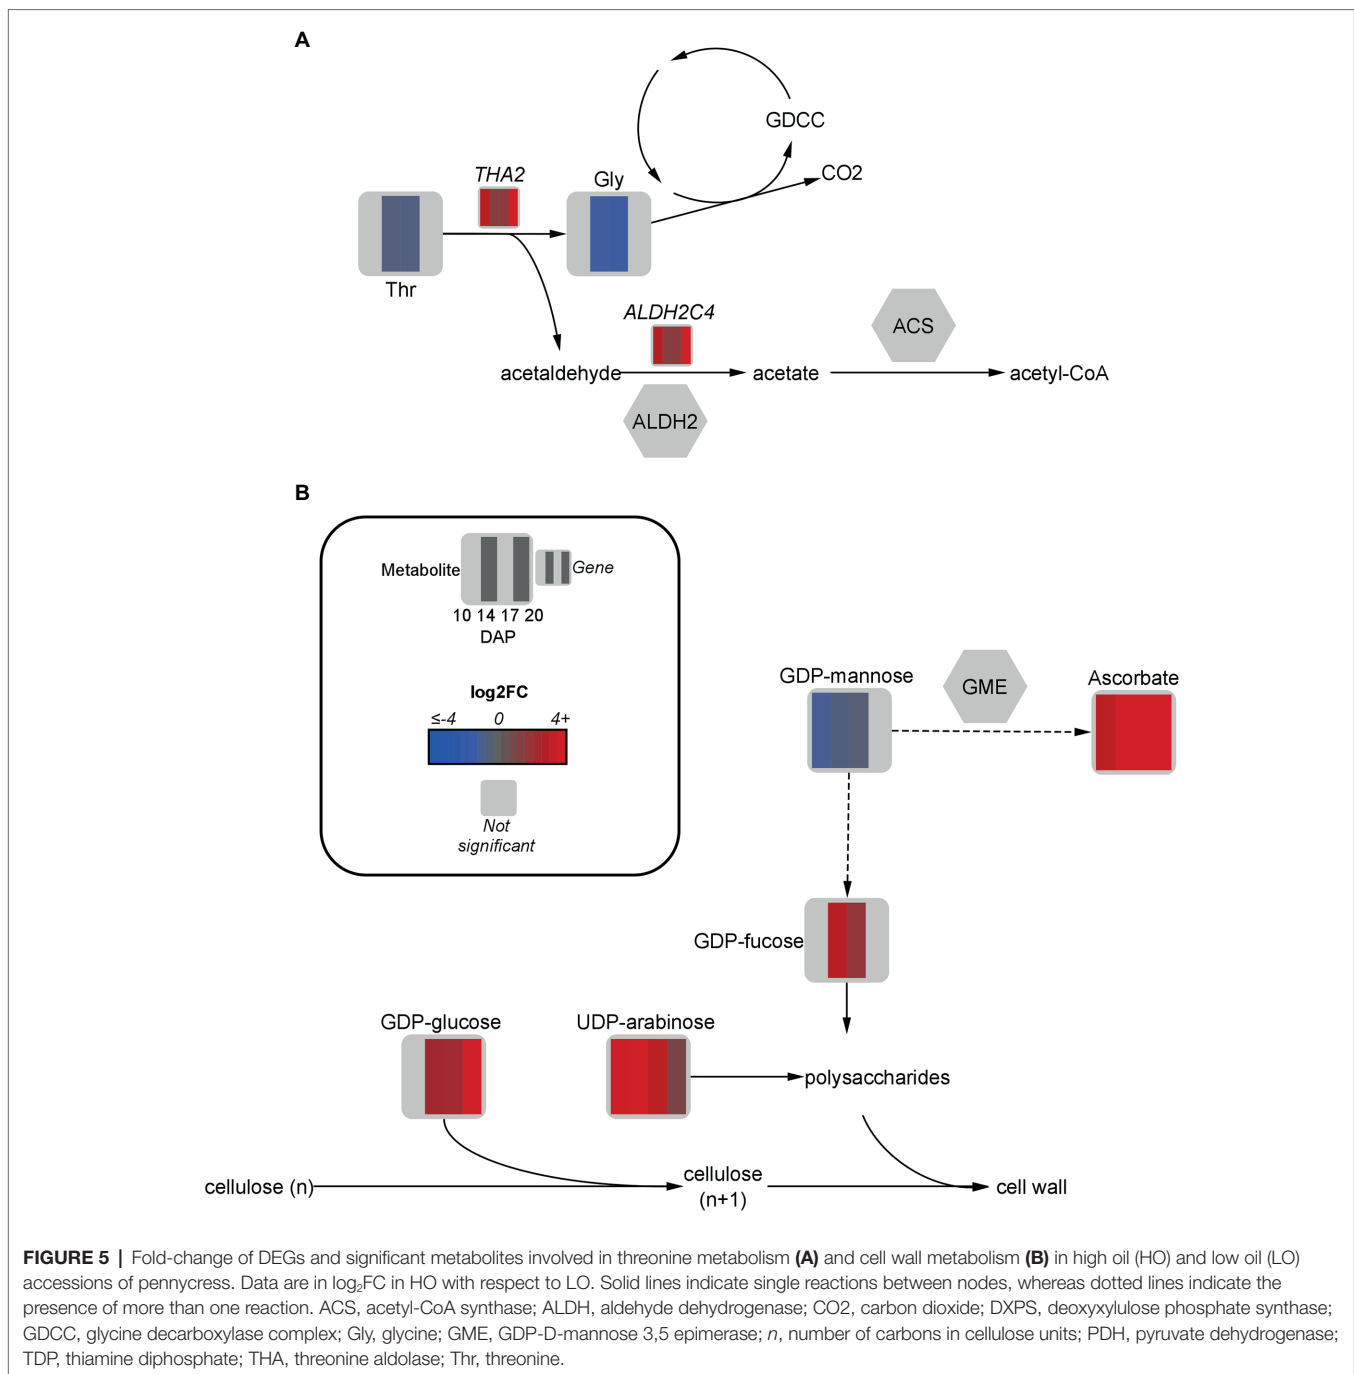 A
GDCC
THA2
Gly
CO2
Thr
ALDH2C4
ACS
acetaldehyde
acetate
acetyl-CoA
ALDH2
B
Metabolite
Gene
10 14 17 20
DAP
log2FC
≤-4 0 4+
Not
significant
GDP-mannose
GME
Ascorbate
GDP-fucose
GDP-glucose
UDP-arabinose
polysaccharides
cellulose (n)
cellulose
(n+1)
cell wall
FIGURE 5 | Fold-change of DEGs and significant metabolites involved in threonine metabolism (A) and cell wall metabolism (B) in high oil (HO) and low oil (LO)
accessions of pennycress. Data are in log₂FC in HO with respect to LO. Solid lines indicate single reactions between nodes, whereas dotted lines indicate the
presence of more than one reaction. ACS, acetyl-CoA synthase; ALDH, aldehyde dehydrogenase; CO2, carbon dioxide; DXPS, deoxyxylulose phosphate synthase;
GDCC, glycine decarboxylase complex; Gly, glycine; GME, GDP-D-mannose 3,5 epimerase; n, number of carbons in cellulose units; PDH, pyruvate dehydrogenase;
TDP, thiamine diphosphate; THA, threonine aldolase; Thr, threonine.